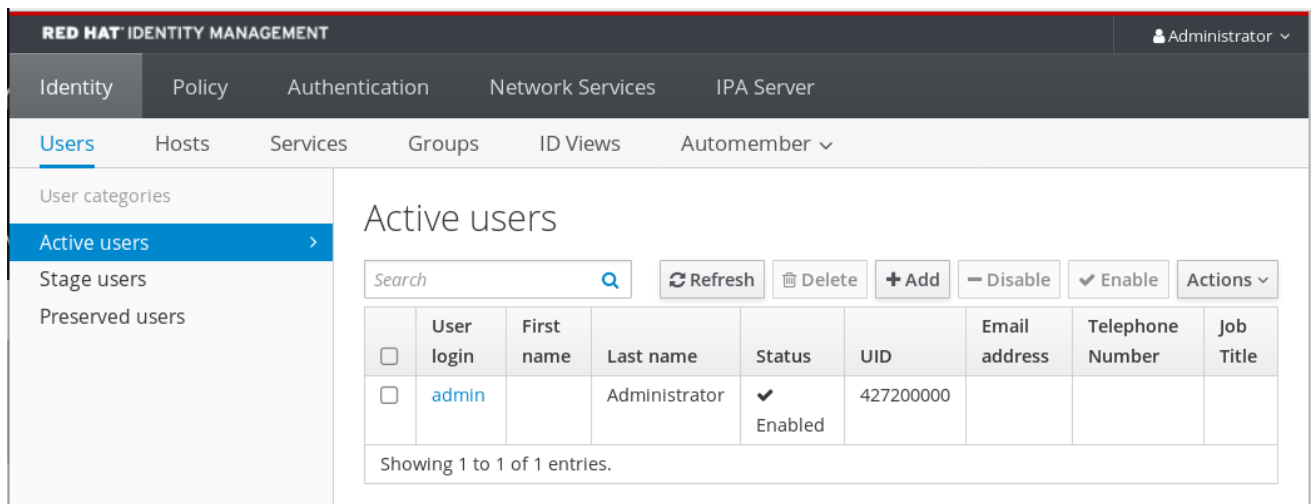 RED HAT® IDENTITY MANAGEMENT
Administrator
Identity Policy Authentication Network Services IPA Server
Users Hosts Services Groups ID Views Automember
User categories
Active users
Stage users
Preserved users
Active users
Search Refresh Delete Add Disable Enable Actions
User login First name Last name Status UID Email address Telephone Number Job Title
admin Administrator Enabled 427200000
Showing 1 to 1 of 1 entries.